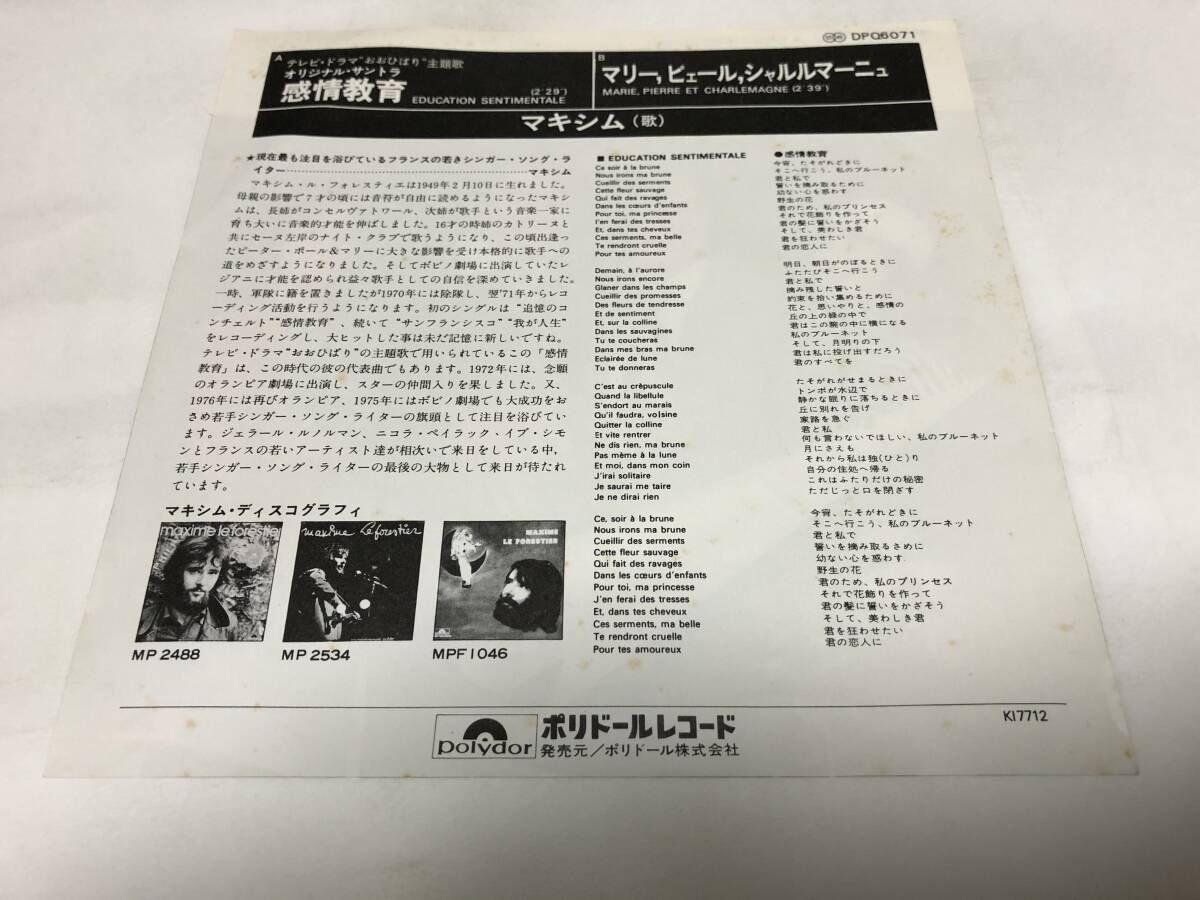 DPQ6071
A
テレビ・ドラマ“おおひばり”主題歌
オリジナル・サントラ
感情教育 (2′29″)
EDUCATION SENTIMENTALE
B
マリー,ピェール,シャルルマーニュ
MARIE, PIERRE ET CHARLEMAGNE (2′39″)
マキシム(歌)
★現在最も注目を浴びているフランスの若きシンガー・ソング・ラ
イター……………………………………………………マキシム
マキシム・ル・フォレスティエは1949年2月10日に生れました。
母親の影響で7才の頃には音符が自由に読めるようになったマキシ
ムは、長姉がコンセルヴァトワール、次姉が歌手という音楽一家に
育ち大いに音楽的才能を伸ばしました。16才の時姉のカトリーヌと
共にセーヌ左岸のナイト・クラブで歌うようになり、この頃出逢っ
たピーター・ポール&マリーに大きな影響を受け本格的に歌手への
道をめざすようになりました。そしてボビノ劇場に出演していたレ
ジアニに才能を認められ益々歌手としての自信を深めていきました。
一時、軍隊に籍を置きましたが1970年には除隊し、翌'71年からレコ
ーディング活動を行うようになります。初のシングルは“追憶のコ
ンチェルト”“感情教育”、続いて“サンフランシスコ”“我が人生”
をレコーディングし、大ヒットした事は未だ記憶に新しいですね。
テレビ・ドラマ“おおひばり”の主題歌で用いられているこの「感情
教育」は、この時代の彼の代表曲でもあります。1972年には、念願
のオランピア劇場に出演し、スターの仲間入りを果しました。又、
1976年には再びオランピア、1975年にはボビノ劇場でも大成功をお
さめ若手シンガー・ソング・ライターの旗頭として注目を浴びてい
ます。ジェラール・ルノルマン、ニコラ・ペイラック、イブ・シモ
ンとフランスの若いアーティスト達が相次いで来日をしている中、
若手シンガー・ソング・ライターの最後の大物として来日が待たれ
ています。
マキシム・ディスコグラフィ
maxime leforestier
maxime Leforestier
MAXIME
LE FORESTIER
MP 2488
MP 2534
MPF 1046
■ EDUCATION SENTIMENTALE
Ce soir à la brune
Nous irons ma brune
Cueillir des serments
Cette fleur sauvage
Qui fait des ravages
Dans les cœurs d'enfants
Pour toi, ma princesse
I'en ferai des tresses
Et, dans tes cheveux
Ces serments, ma belle
Te rendront cruelle
Pour tes amoureux
Demain, à l'aurore
Nous irons encore
Glaner dans les champs
Cueillir des promesses
Des fleurs de tendresse
Et de sentiment
Et, sur la colline
Dans les sauvagines
Tu te coucheras
Dans mes bras ma brune
Eclairée de lune
Tu te donneras
C'est au crèpuscule
Quand la libellule
S'endort au marais
Qu'il faudra, voisine
Quitter la colline
Et vite rentrer
Ne dis rien, ma brune
Pas mème à la lune
Et moi, dans mon coin
J'irai solitaire
Je saurai me taire
Je ne dirai rien
Ce, soir à la brune
Nous irons ma brune
Cueillir des serments
Cette fleur sauvage
Qui fait des ravages
Dans les cœurs d'enfants
Pour toi, ma princesse
J'en ferai des tresses
Et, dans tes cheveux
Ces serments, ma belle
Te rendront cruelle
Pour tes amoureux
●感情教育
今宵、たそがれどきに
そこへ行こう、私のブルーネット
君と私で
誓いを摘み取るために
幼ない心を惑わす
野生の花
君のため、私のプリンセス
それで花飾りを作って
君の髪に誓いをかざそう
そして、美わしき君
君を狂わせたい
君の恋人に
明日、朝日がのぼるときに
ふたたびそこへ行こう
君と私で
摘み残した誓いと
約束を拾い集めるために
花と、思いやりと、感情の
丘の上の緑の中で
君はこの腕の中に横になる
私のブルーネット
そして、月明りの下
君は私に投げ出すだろう
君のすべてを
たそがれがせまるときに
トンボが水辺で
静かな眠りに落ちるときに
丘に別れを告げ
家路を急ぐ
君と私
何も言わないでほしい、私のブルーネット
月にさえも
それから私は独(ひと)り
自分の住処へ帰る
これはふたりだけの秘密
ただじっと口を閉ざす
今宵、たそがれどきに
そこへ行こう、私のブルーネット
君と私で
誓いを摘み取るさめに
幼ない心を惑わす
野生の花
君のため、私のプリンセス
それで花飾りを作って
君の髪に誓いをかざそう
そして、美わしき君
君を狂わせたい
君の恋人に
polydor
ポリドールレコード
発売元/ポリドール株式会社
KI7712